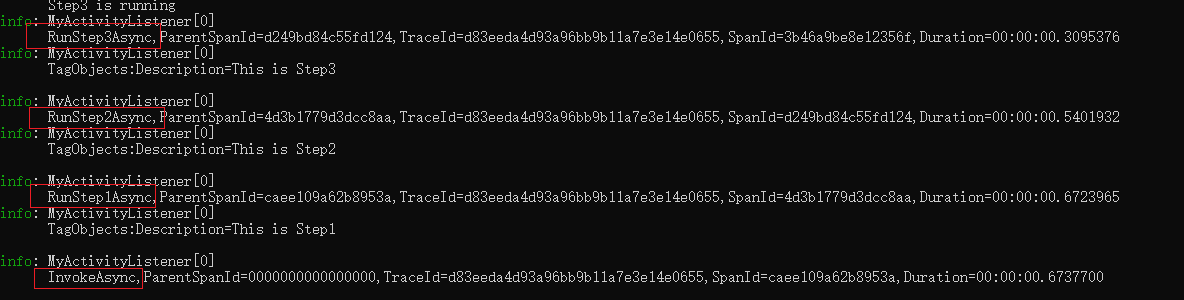 Step3 is running
info: MyActivityListener[0]
RunStep3Async,ParentSpanId=d249bd84c55fd124,TraceId=d83eeda4d93a96bb9b11a7e3e14e0655,SpanId=3b46a9be8e12356f,Duration=00:00:00.3095376
info: MyActivityListener[0]
TagObjects:Description=This is Step3
info: MyActivityListener[0]
RunStep2Async,ParentSpanId=4d3b1779d3dcc8aa,TraceId=d83eeda4d93a96bb9b11a7e3e14e0655,SpanId=d249bd84c55fd124,Duration=00:00:00.5401932
info: MyActivityListener[0]
TagObjects:Description=This is Step2
info: MyActivityListener[0]
RunStep1Async,ParentSpanId=caee109a62b8953a,TraceId=d83eeda4d93a96bb9b11a7e3e14e0655,SpanId=4d3b1779d3dcc8aa,Duration=00:00:00.6723965
info: MyActivityListener[0]
TagObjects:Description=This is Step1
info: MyActivityListener[0]
InvokeAsync,ParentSpanId=0000000000000000,TraceId=d83eeda4d93a96bb9b11a7e3e14e0655,SpanId=caee109a62b8953a,Duration=00:00:00.6737700